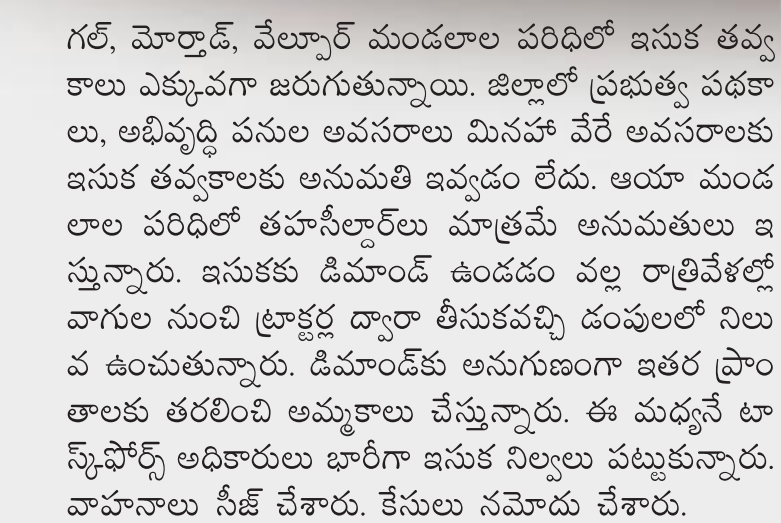 గల్, మోర్తాడ్, వేల్పూర్ మండలాల పరిధిలో ఇసుక తవ్వ
కాలు ఎక్కువగా జరుగుతున్నాయి. జిల్లాలో ప్రభుత్వ పథకా
లు, అభివృద్ధి పనుల అవసరాలు మినహా వేరే అవసరాలకు
ఇసుక తవ్వకాలకు అనుమతి ఇవ్వడం లేదు. ఆయా మండ
లాల పరిధిలో తహసీల్దార్‌లు మాత్రమే అనుమతులు ఇ
స్తున్నారు. ఇసుకకు డిమాండ్ ఉండడం వల్ల రాత్రివేళల్లో
వాగుల నుంచి ట్రాక్టర్ల ద్వారా తీసుకవచ్చి డంపులలో నిలు
వ ఉంచుతున్నారు. డిమాండ్‌కు అనుగుణంగా ఇతర ప్రాం
తాలకు తరలించి అమ్మకాలు చేస్తున్నారు. ఈ మధ్యనే టా
స్క్‌ఫోర్స్ అధికారులు భారీగా ఇసుక నిల్వలు పట్టుకున్నారు.
వాహనాలు సీజ్ చేశారు. కేసులు నమోదు చేశారు.